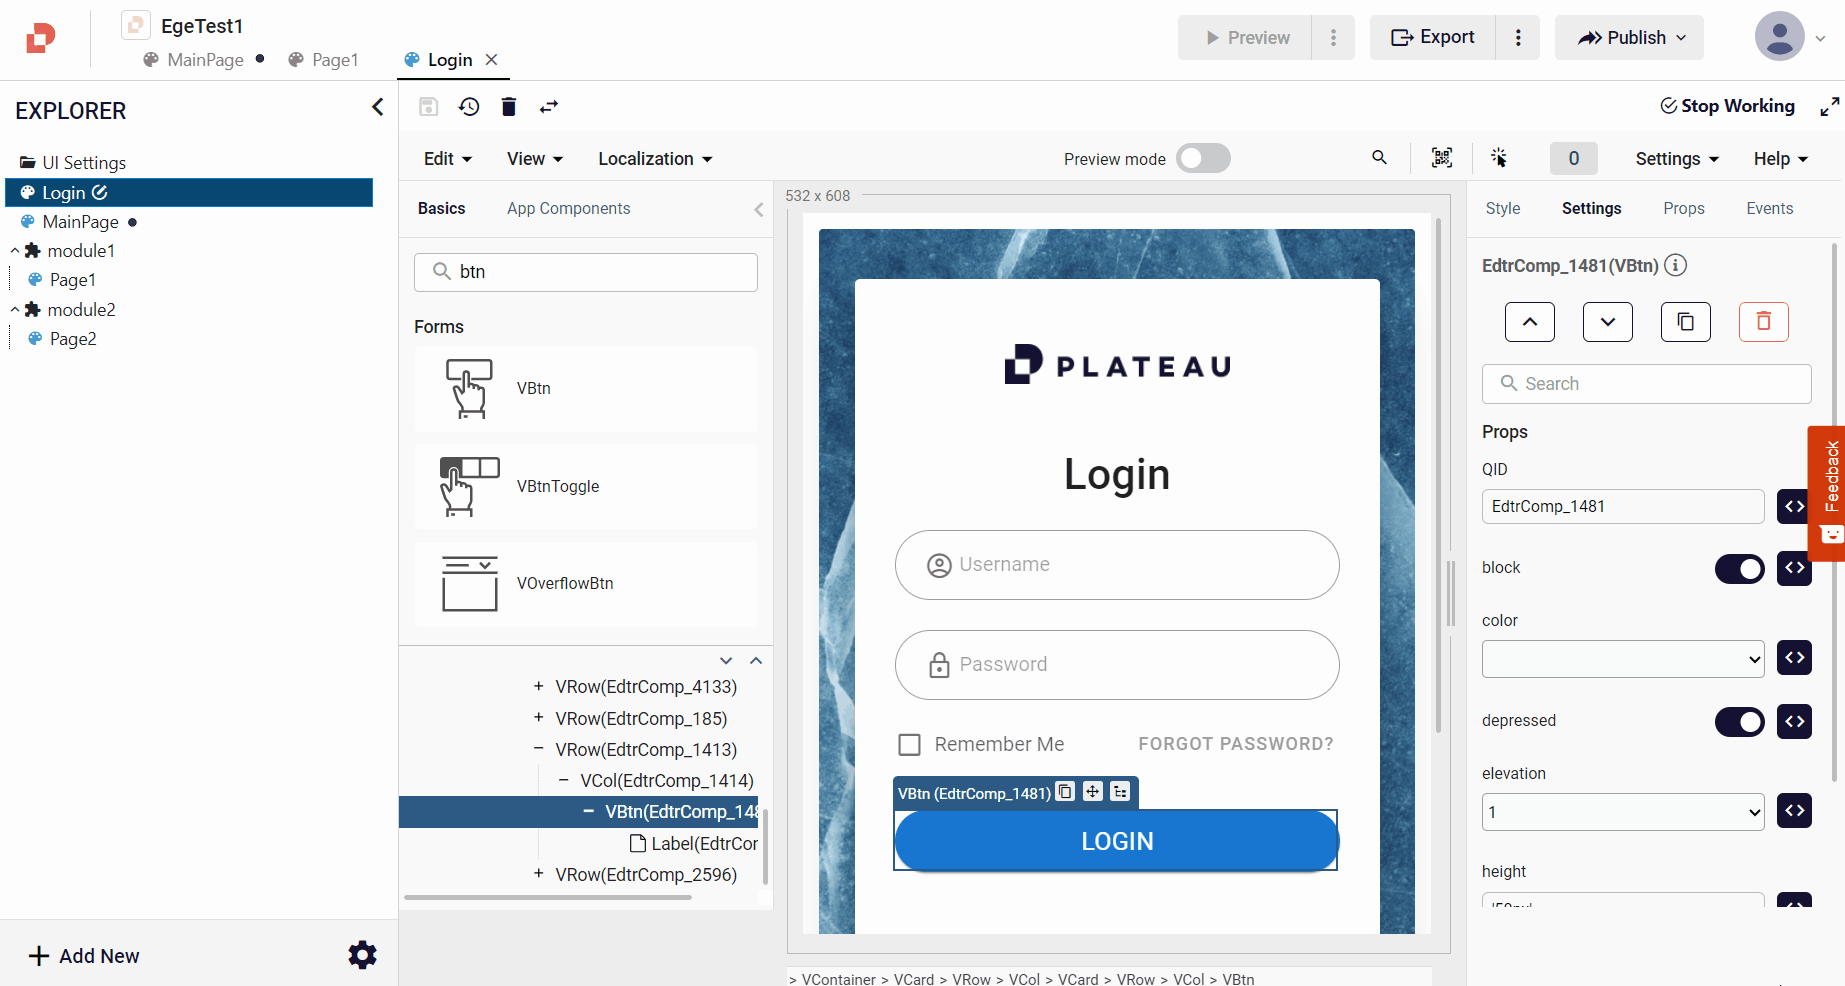 EgeTest1
MainPage
Page1
Login
Preview
Export
Publish
EXPLORER
Stop Working
UI Settings
Login
MainPage
module1
Page1
module2
Page2
Add New
Edit
View
Localization
Preview mode
0
Settings
Help
Basics
App Components
btn
Forms
VBtn
VBtnToggle
VOverflowBtn
VRow(EdtrComp_4133)
VRow(EdtrComp_185)
VRow(EdtrComp_1413)
VCol(EdtrComp_1414)
VBtn(EdtrComp_148
Label(EdtrCor
VRow(EdtrComp_2596)
532 x 608
PLATEAU
Login
Username
Password
Remember Me
FORGOT PASSWORD?
VBtn (EdtrComp_1481)
LOGIN
> VContainer > VCard > VRow > VCol > VCard > VRow > VCol > VBtn
Style
Settings
Props
Events
EdtrComp_1481(VBtn)
Search
Props
QID
EdtrComp_1481
block
color
depressed
elevation
1
height
Feedback